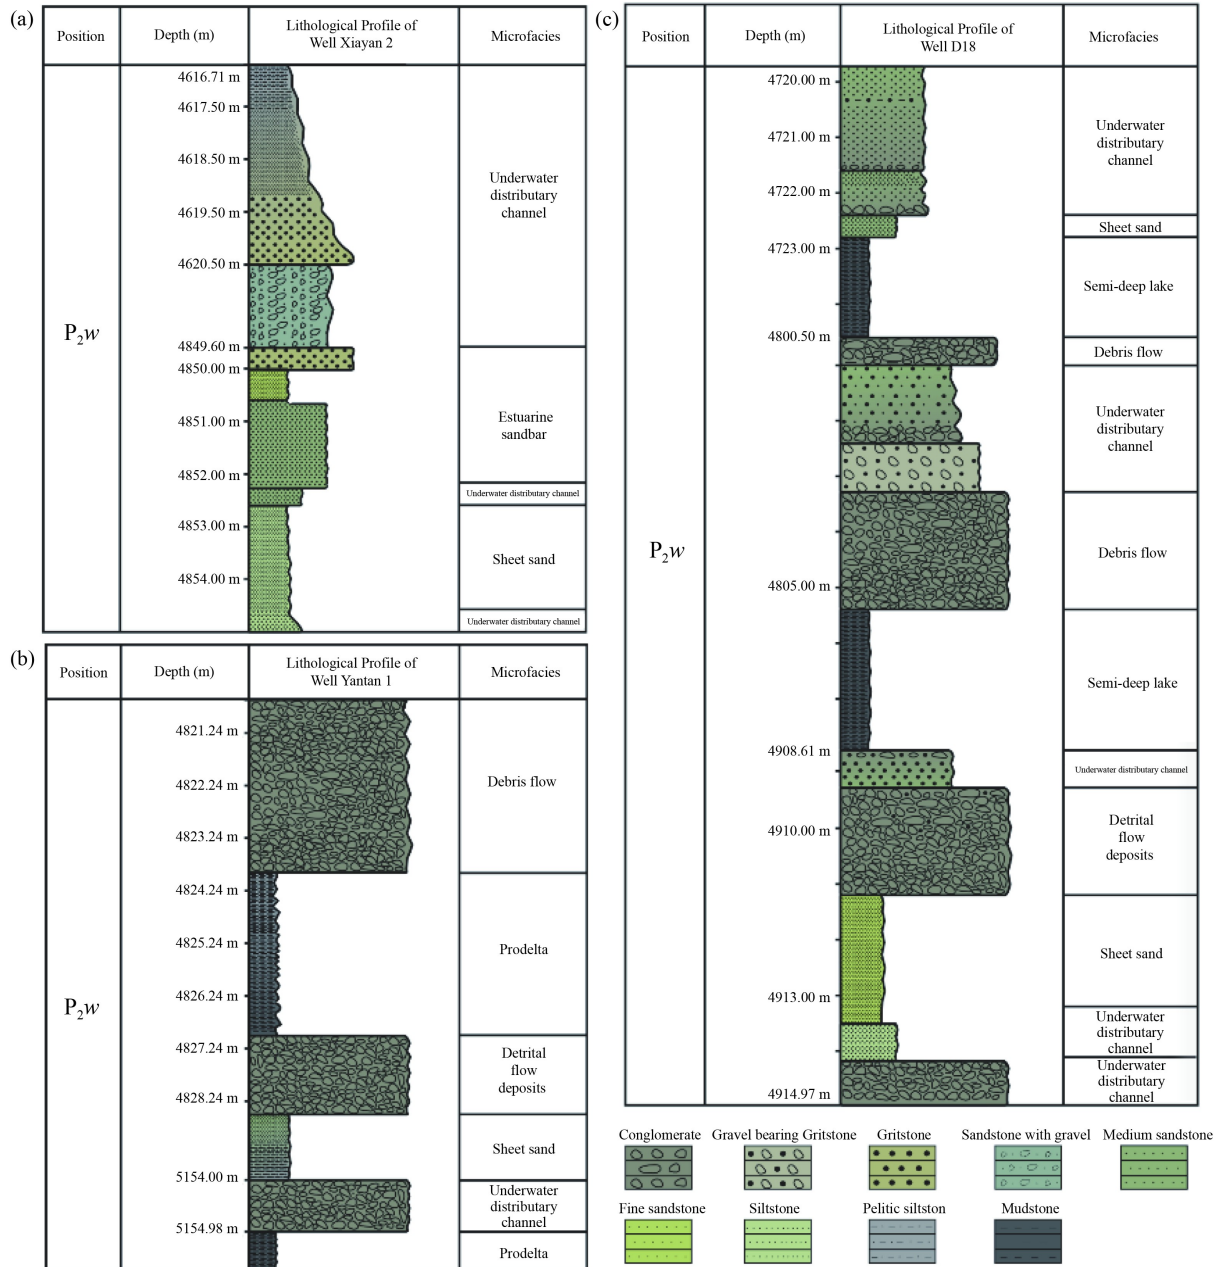 (a)
Position
Depth (m)
Lithological Profile of
Well Xiayan 2
Microfacies
P₂w
4616.71 m
4617.50 m
4618.50 m
4619.50 m
4620.50 m
4849.60 m
4850.00 m
4851.00 m
4852.00 m
4853.00 m
4854.00 m
Underwater
distributary
channel
Estuarine
sandbar
Underwater distributary channel
Sheet sand
Underwater distributary channel
(b)
Position
Depth (m)
Lithological Profile of
Well Yantan 1
Microfacies
P₂w
4821.24 m
4822.24 m
4823.24 m
4824.24 m
4825.24 m
4826.24 m
4827.24 m
4828.24 m
5154.00 m
5154.98 m
Debris flow
Prodelta
Detrital
flow
deposits
Sheet sand
Underwater
distributary
channel
Prodelta
(c)
Position
Depth (m)
Lithological Profile of
Well D18
Microfacies
P₂w
4720.00 m
4721.00 m
4722.00 m
4723.00 m
4800.50 m
4805.00 m
4908.61 m
4910.00 m
4913.00 m
4914.97 m
Underwater
distributary
channel
Sheet sand
Semi-deep lake
Debris flow
Underwater
distributary
channel
Debris flow
Semi-deep lake
Underwater distributary channel
Detrital
flow
deposits
Sheet sand
Underwater
distributary
channel
Underwater
distributary
channel
Conglomerate
Gravel bearing Gritstone
Gritstone
Sandstone with gravel
Medium sandstone
Fine sandstone
Siltstone
Pelitic siltston
Mudstone